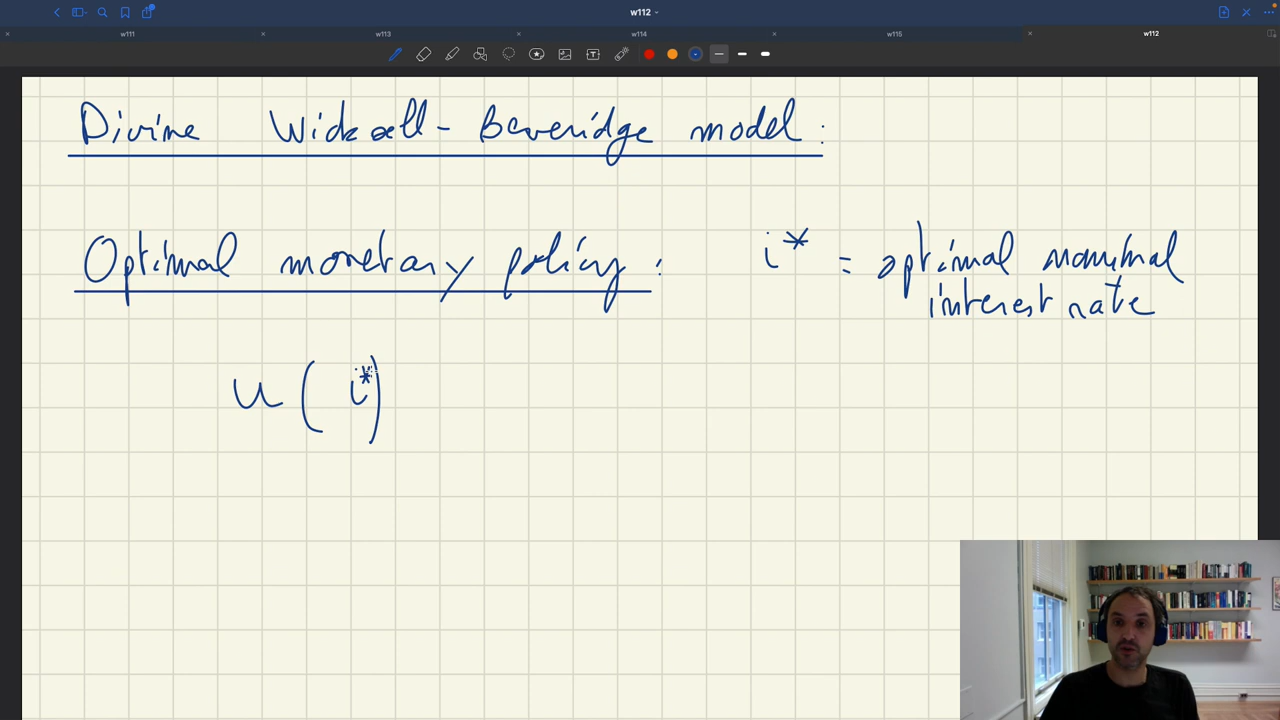 w112
w111
w113
w114
w115
w112
Divine Wicksell-Beveridge model:
Optimal monetary policy: i* = optimal nominal
interest rate
u(i*)